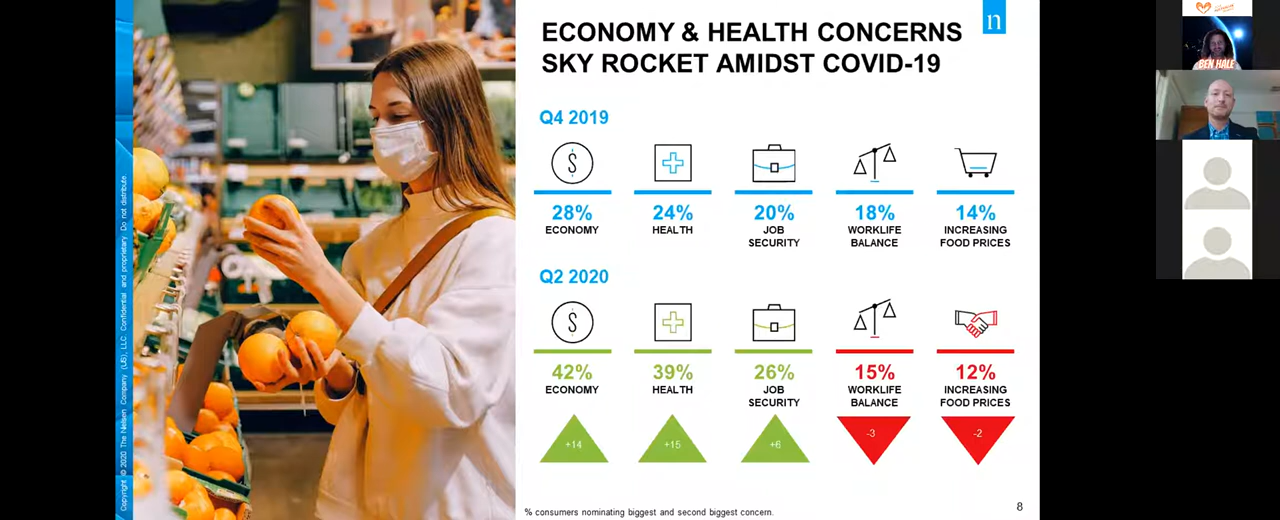 ECONOMY & HEALTH CONCERNS
SKY ROCKET AMIDST COVID-19
n
Q4 2019
28%
ECONOMY
24%
HEALTH
20%
JOB
SECURITY
18%
WORKLIFE
BALANCE
14%
INCREASING
FOOD PRICES
Q2 2020
42%
ECONOMY
39%
HEALTH
26%
JOB
SECURITY
15%
WORKLIFE
BALANCE
12%
INCREASING
FOOD PRICES
+14
+15
+6
-3
-2
% consumers nominating biggest and second biggest concern.
8
Copyright © 2020 The Nielsen Company (US), LLC. Confidential and proprietary. Do not distribute
BEN HALE